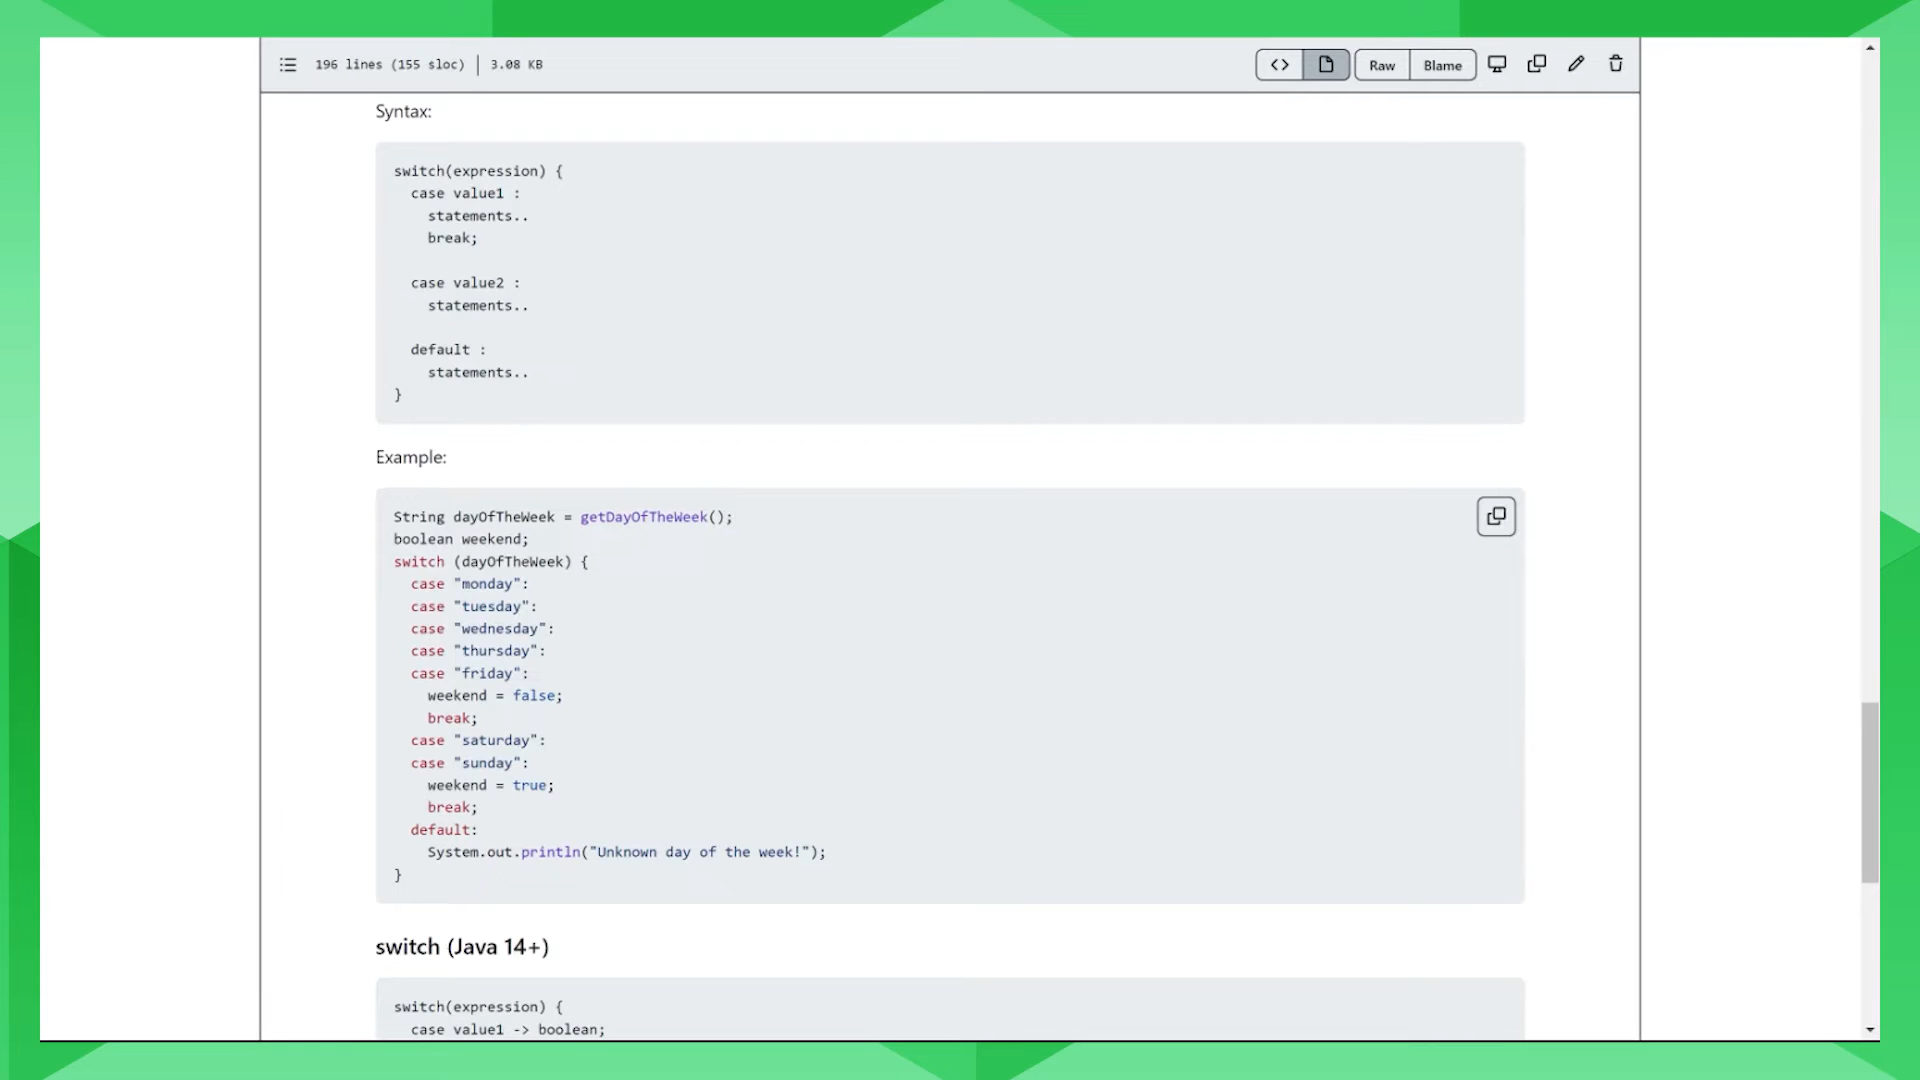 196 lines (155 sloc) | 3.08 KB
Raw
Blame
Syntax:
switch(expression) {
  case value1 :
    statements..
    break;

  case value2 :
    statements..

  default :
    statements..
}
Example:
String dayOfTheWeek = getDayOfTheWeek();
boolean weekend;
switch (dayOfTheWeek) {
  case "monday":
  case "tuesday":
  case "wednesday":
  case "thursday":
  case "friday":
    weekend = false;
    break;
  case "saturday":
  case "sunday":
    weekend = true;
    break;
  default:
    System.out.println("Unknown day of the week!");
}
switch (Java 14+)
switch(expression) {
  case value1 -> boolean;